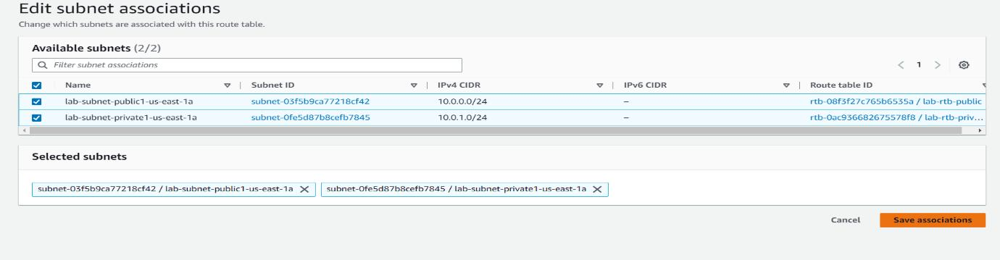 Edit subnet associations
Change which subnets are associated with this route table.
Available subnets (2/2)
Filter subnet associations
1
Name Subnet ID IPv4 CIDR IPv6 CIDR Route table ID
lab-subnet-public1-us-east-1a subnet-03f5b9ca77218cf42 10.0.0.0/24 – rtb-08f3f27c765b6535a / lab-rtb-public
lab-subnet-private1-us-east-1a subnet-0fe5d87b8cefb7845 10.0.1.0/24 – rtb-0ac936682675578f8 / lab-rtb-priv...
Selected subnets
subnet-03f5b9ca77218cf42 / lab-subnet-public1-us-east-1a subnet-0fe5d87b8cefb7845 / lab-subnet-private1-us-east-1a
Cancel Save associations